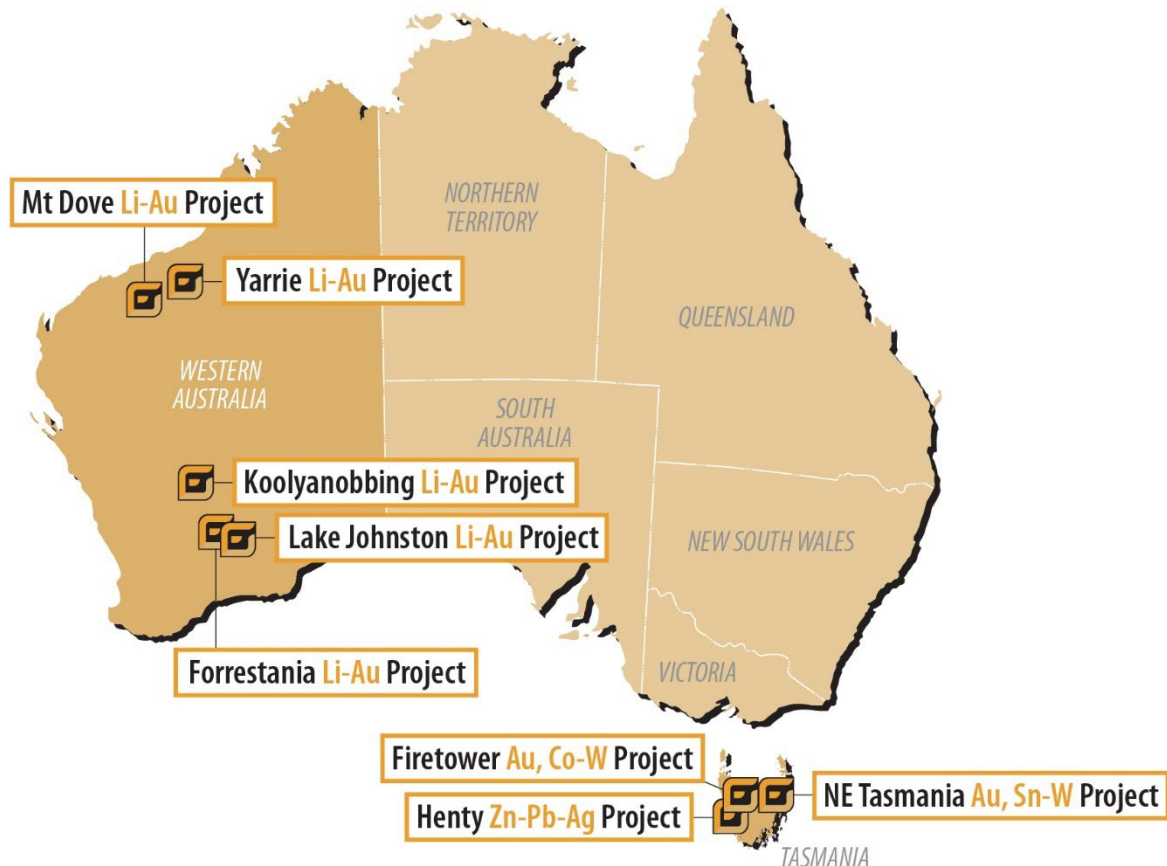 NORTHERN
TERRITORY
Mt Dove Li-Au Project
Yarrie Li-Au Project
QUEENSLAND
WESTERN
AUSTRALIA
SOUTH
AUSTRALIA
Koolyanobbing Li-Au Project
Lake Johnston Li-Au Project
NEW SOUTH WALES
Forrestania Li-Au Project
VICTORIA
Firetower Au, Co-W Project
NE Tasmania Au, Sn-W Project
Henty Zn-Pb-Ag Project
TASMANIA